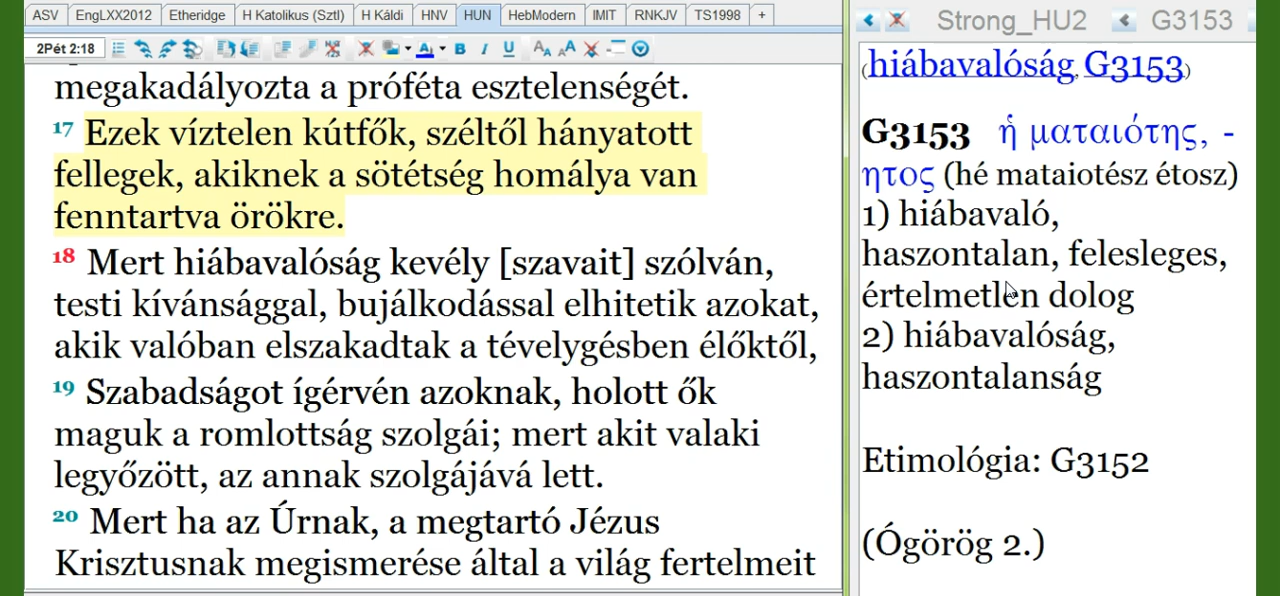 ASV EngLXX2012 Etheridge H Katolikus (Sztl) H Káldi HNV HUN HebModern IMIT RNKJV TS1998 +
2Pét 2:18
megakadályozta a próféta esztelenségét.
17 Ezek víztelen kútfők, széltől hányatott
fellegek, akiknek a sötétség homálya van
fenntartva örökre.
18 Mert hiábavalóság kevély [szavait] szólván,
testi kívánsággal, bujálkodással elhitetik azokat,
akik valóban elszakadtak a tévelygésben élőktől,
19 Szabadságot ígérvén azoknak, holott ők
maguk a romlottság szolgái; mert akit valaki
legyőzött, az annak szolgájává lett.
20 Mert ha az Úrnak, a megtartó Jézus
Krisztusnak megismerése által a világ fertelmeit
Strong_HU2 G3153
(hiábavalóság, G3153)
G3153 ἡ ματαιότης, -
ητος (hé mataiotész étosz)
1) hiábavaló,
haszontalan, felesleges,
értelmetlen dolog
2) hiábavalóság,
haszontalanság
Etimológia: G3152
(Ógörög 2.)